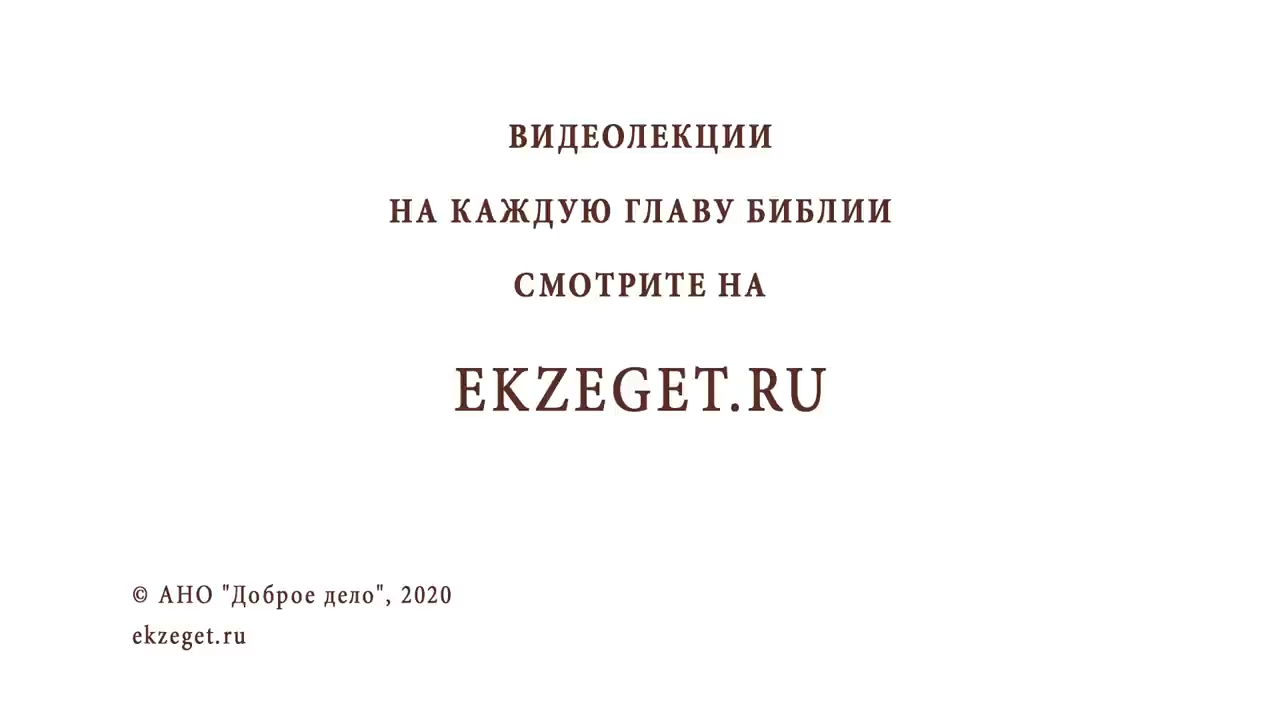 ВИДЕОЛЕКЦИИ
НА КАЖДУЮ ГЛАВУ БИБЛИИ
СМОТРИТЕ НА
EKZEGET.RU
© АНО "Доброе дело", 2020
ekzeget.ru